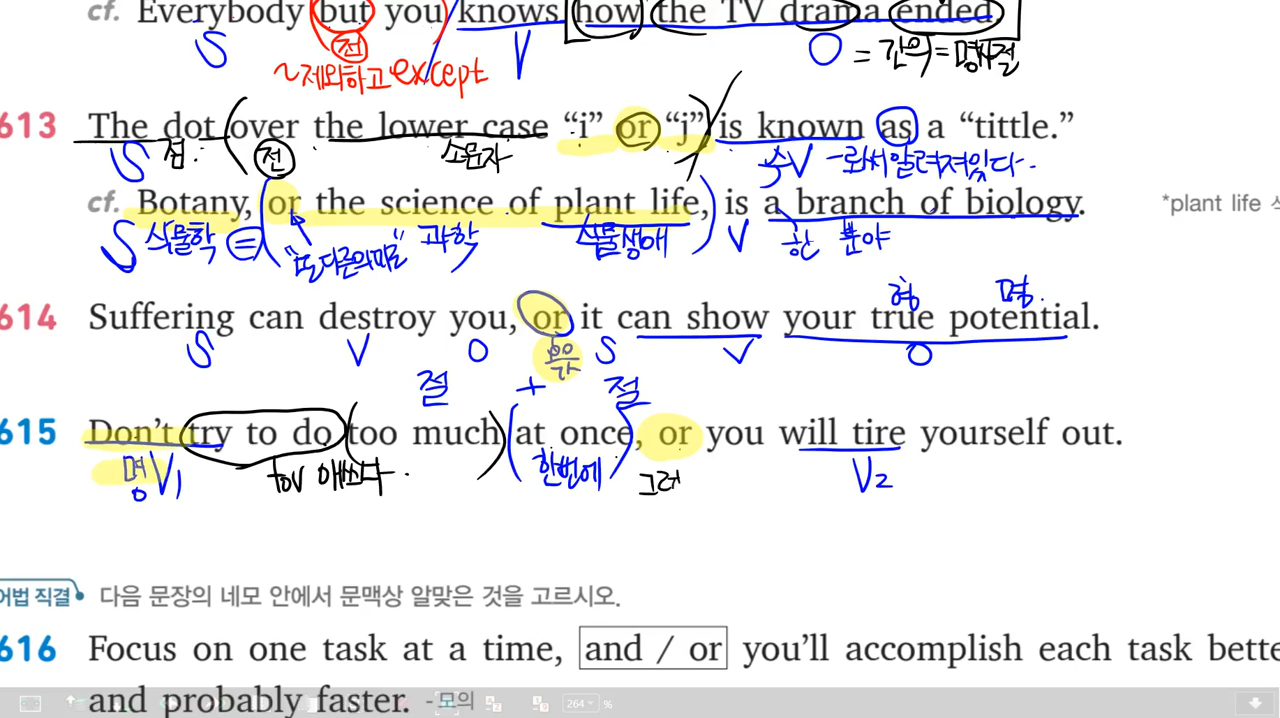 cf. Everybody but you knows how the TV drama ended
S 전 V O = 간의 = 명사절
~제외하고 except
613 The dot over the lower case “i” or “j” is known as a “tittle.”
S 점 전 소문자 수V -로써 알려져있다.
cf. Botany, or the science of plant life, is a branch of biology. *plant life
S 식물학 = "또다른의미로" 과학 식물생애 V 한 분야
형 명
614 Suffering can destroy you, or it can show your true potential.
S V O S V O
절 + 절
615 Don’t try to do too much at once, or you will tire yourself out.
명 V1 toV 애쓰다. 한번에 그러 V2
어법 직결 다음 문장의 네모 안에서 문맥상 알맞은 것을 고르시오.
616 Focus on one task at a time, and / or you’ll accomplish each task bette
and probably faster. - 모의
264 %